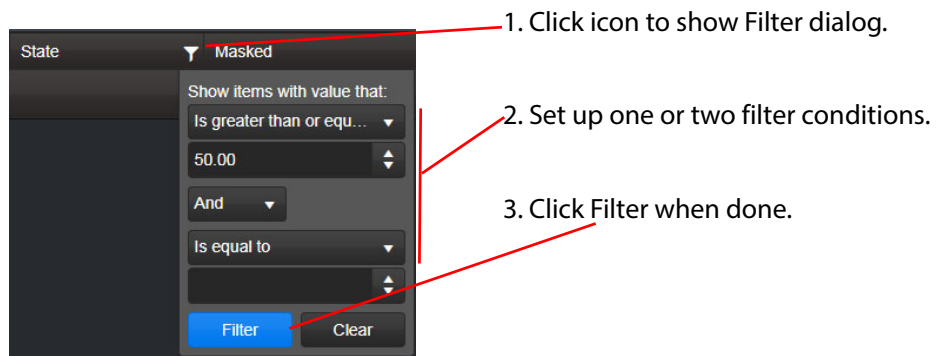 1. Click icon to show Filter dialog.
State
Masked
Show items with value that:
Is greater than or equ...
2. Set up one or two filter conditions.
50.00
And
3. Click Filter when done.
Is equal to
Filter
Clear